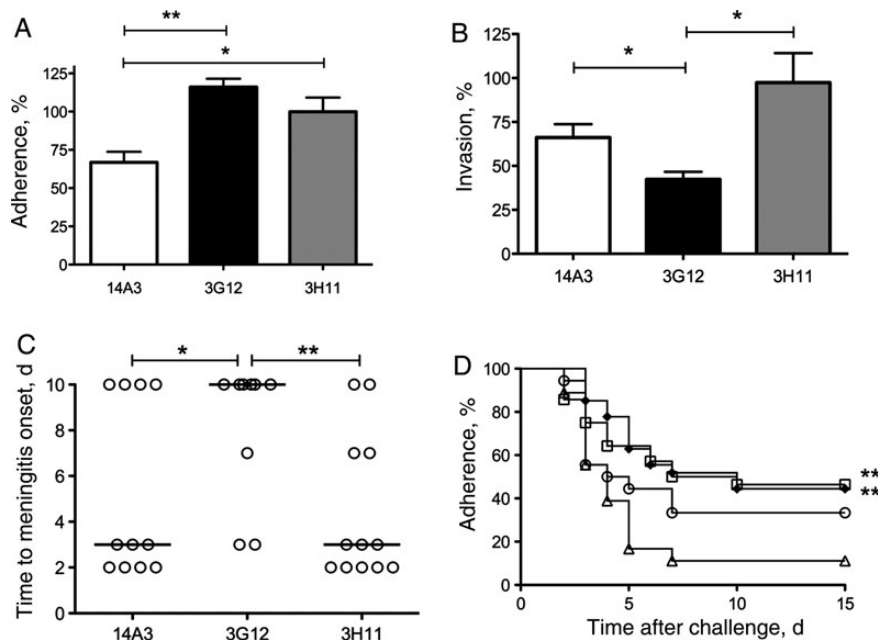 A
**
*
Adherence, %
125
100
75
50
25
0
14A3
3G12
3H11
B
*
*
Invasion, %
125
100
75
50
25
0
14A3
3G12
3H11
C
*
**
Time to meningitis onset, d
10
8
6
4
2
0
14A3
3G12
3H11
D
Adherence, %
100
80
60
40
20
0
**
**
0
5
10
15
Time after challenge, d